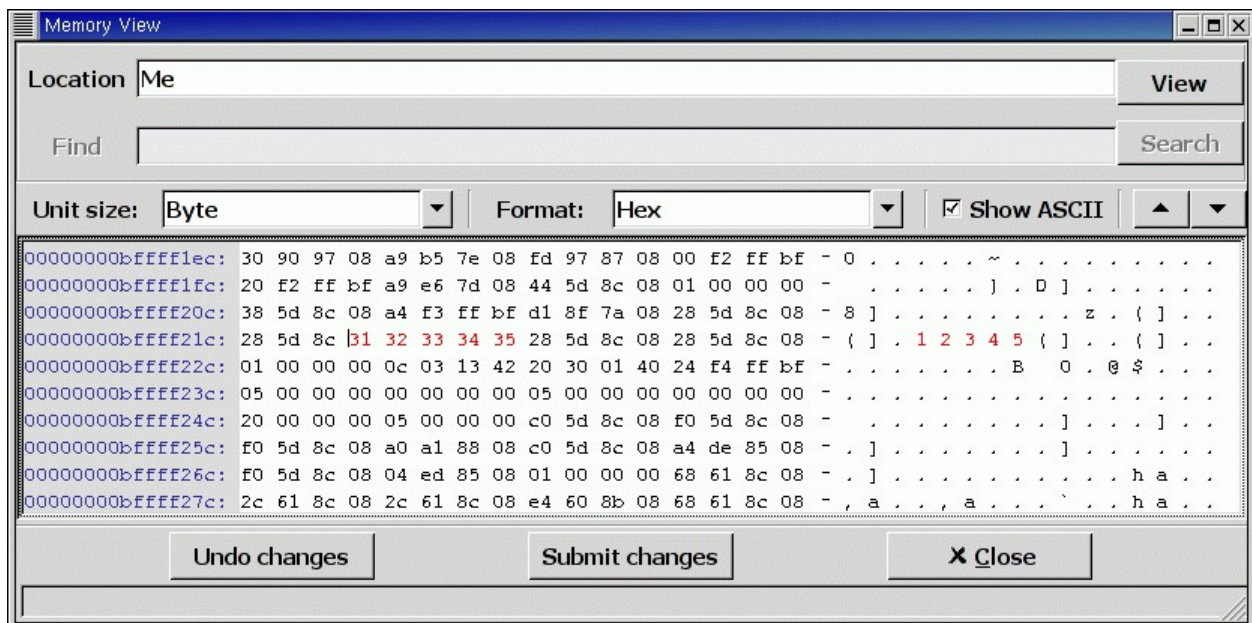 Memory View
Location Me View
Find Search
Unit size: Byte Format: Hex Show ASCII
00000000bffff1ec: 30 90 97 08 a9 b5 7e 08 fd 97 87 08 00 f2 ff bf - 0 . . . . . ~ . . . . . . . . .
00000000bffff1fc: 20 f2 ff bf a9 e6 7d 08 44 5d 8c 08 01 00 00 00 -   . . . . . } . D ] . . . . . .
00000000bffff20c: 38 5d 8c 08 a4 f3 ff bf d1 8f 7a 08 28 5d 8c 08 - 8 ] . . . . . . . . z . ( ] . .
00000000bffff21c: 28 5d 8c 31 32 33 34 35 28 5d 8c 08 28 5d 8c 08 - ( ] . 1 2 3 4 5 ( ] . . ( ] . .
00000000bffff22c: 01 00 00 00 0c 03 13 42 20 30 01 40 24 f4 ff bf - . . . . . . . B   0 . @ $ . . .
00000000bffff23c: 05 00 00 00 00 00 00 00 05 00 00 00 00 00 00 00 - . . . . . . . . . . . . . . . .
00000000bffff24c: 20 00 00 00 05 00 00 00 c0 5d 8c 08 f0 5d 8c 08 -   . . . . . . . . ] . . . ] . .
00000000bffff25c: f0 5d 8c 08 a0 a1 88 08 c0 5d 8c 08 a4 de 85 08 - . ] . . . . . . . ] . . . . . .
00000000bffff26c: f0 5d 8c 08 04 ed 85 08 01 00 00 00 68 61 8c 08 - . ] . . . . . . . . . . h a . .
00000000bffff27c: 2c 61 8c 08 2c 61 8c 08 e4 60 8b 08 68 61 8c 08 - , a . . , a . . . ` . . h a . .
Undo changes Submit changes Close